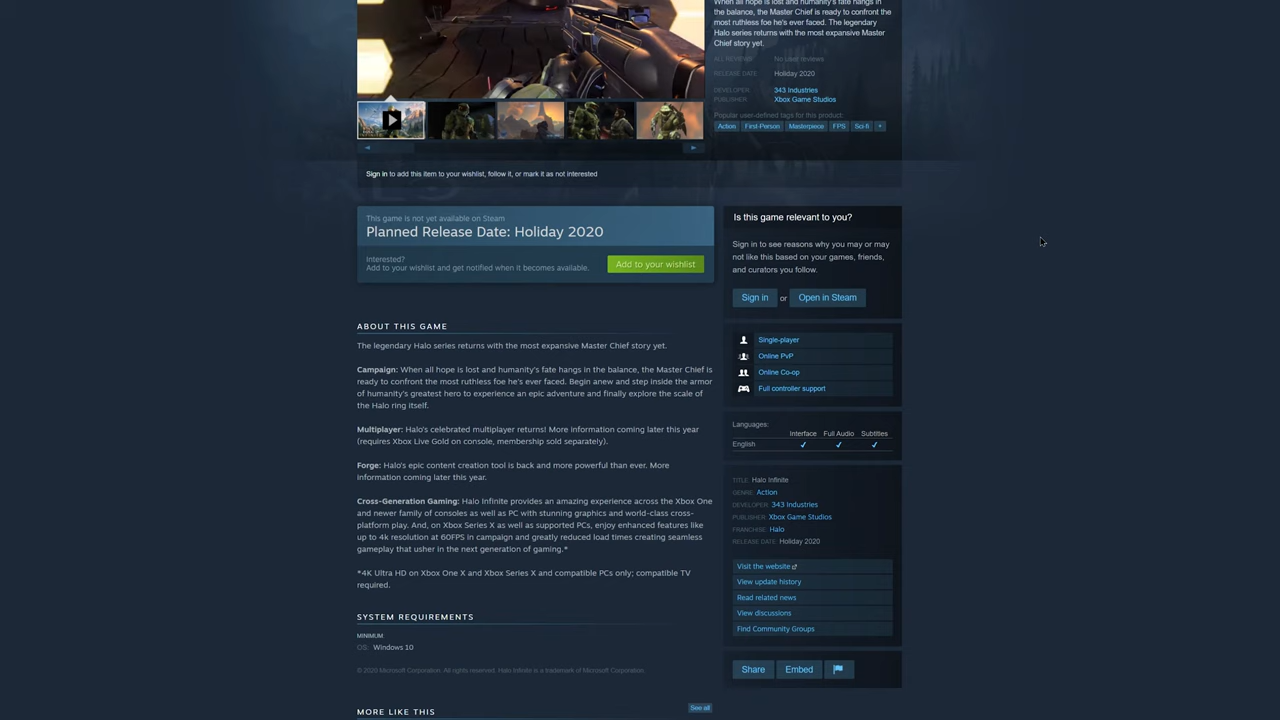 When all hope is lost and humanity's fate hangs in
the balance, the Master Chief is ready to confront the
most ruthless foe he's ever faced. The legendary
Halo series returns with the most expansive Master
Chief story yet.
ALL REVIEWS: No user reviews
RELEASE DATE: Holiday 2020
DEVELOPER: 343 Industries
PUBLISHER: Xbox Game Studios
Popular user-defined tags for this product:
Action First-Person Masterpiece FPS Sci-fi +
Sign in to add this item to your wishlist, follow it, or mark it as not interested
This game is not yet available on Steam
Planned Release Date: Holiday 2020
Interested?
Add to your wishlist and get notified when it becomes available.
Add to your wishlist
ABOUT THIS GAME
The legendary Halo series returns with the most expansive Master Chief story yet.
Campaign: When all hope is lost and humanity's fate hangs in the balance, the Master Chief is
ready to confront the most ruthless foe he's ever faced. Begin anew and step inside the armor
of humanity's greatest hero to experience an epic adventure and finally explore the scale of
the Halo ring itself.
Multiplayer: Halo's celebrated multiplayer returns! More information coming later this year
(requires Xbox Live Gold on console, membership sold separately).
Forge: Halo's epic content creation tool is back and more powerful than ever. More
information coming later this year.
Cross-Generation Gaming: Halo Infinite provides an amazing experience across the Xbox One
and newer family of consoles as well as PC with stunning graphics and world-class cross-
platform play. And, on Xbox Series X as well as supported PCs, enjoy enhanced features like
up to 4k resolution at 60FPS in campaign and greatly reduced load times creating seamless
gameplay that usher in the next generation of gaming.*
*4K Ultra HD on Xbox One X and Xbox Series X and compatible PCs only; compatible TV
required.
SYSTEM REQUIREMENTS
MINIMUM:
OS: Windows 10
© 2020 Microsoft Corporation. All rights reserved. Halo Infinite is a trademark of Microsoft Corporation.
MORE LIKE THIS
See all
Is this game relevant to you?
Sign in to see reasons why you may or may
not like this based on your games, friends,
and curators you follow.
Sign in or Open in Steam
Single-player
Online PvP
Online Co-op
Full controller support
Languages:
Interface Full Audio Subtitles
English ✓ ✓ ✓
TITLE: Halo Infinite
GENRE: Action
DEVELOPER: 343 Industries
PUBLISHER: Xbox Game Studios
FRANCHISE: Halo
RELEASE DATE: Holiday 2020
Visit the website
View update history
Read related news
View discussions
Find Community Groups
Share Embed